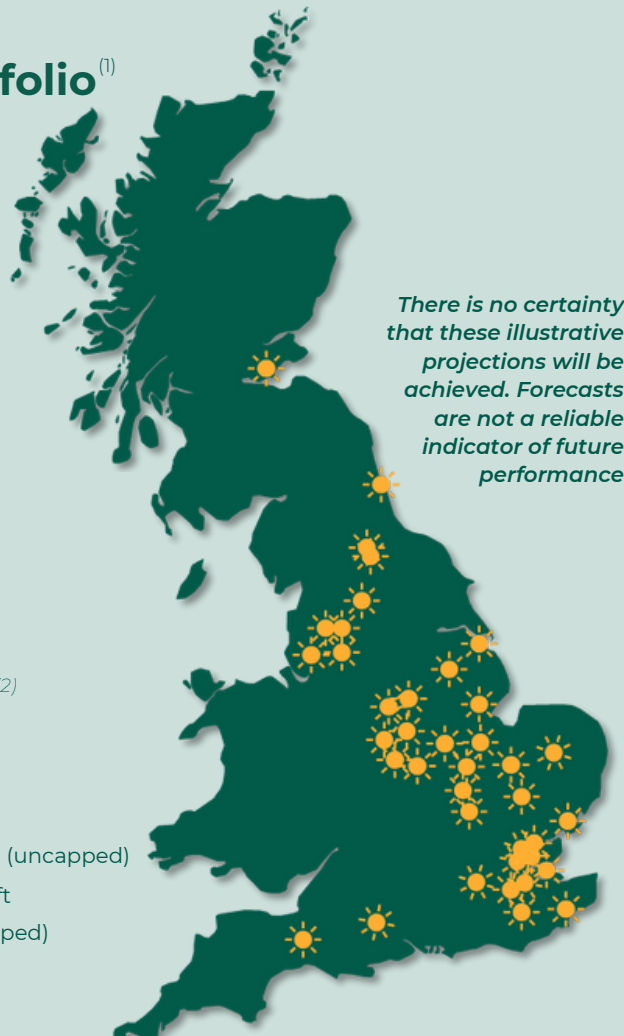 folio(1)
There is no certainty
that these illustrative
projections will be
achieved. Forecasts
are not a reliable
indicator of future
performance
2)
(uncapped)
ft
ped)